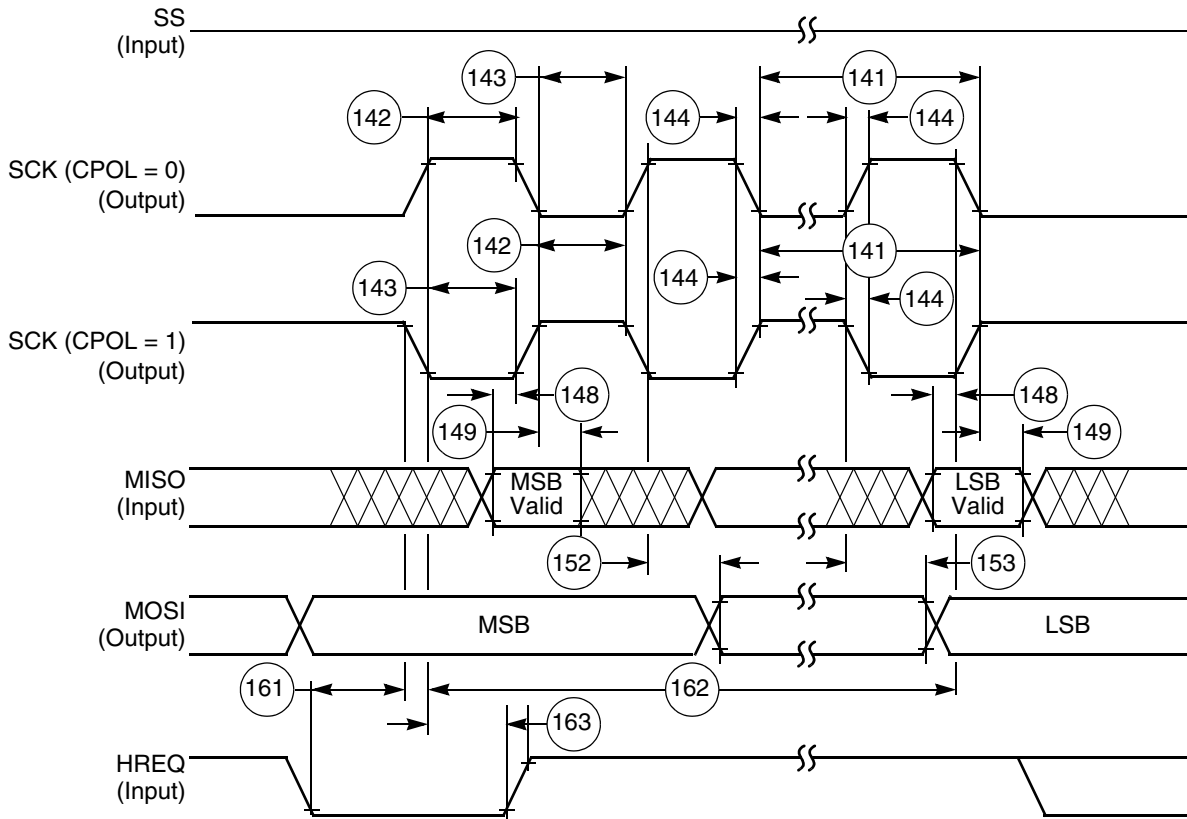 SS
(Input)
143
141
142
144
144
SCK (CPOL = 0)
(Output)
142
141
143
144
144
SCK (CPOL = 1)
(Output)
148
148
149
149
MISO
(Input)
MSB
Valid
LSB
Valid
152
153
MOSI
(Output)
MSB
LSB
161
162
163
HREQ
(Input)